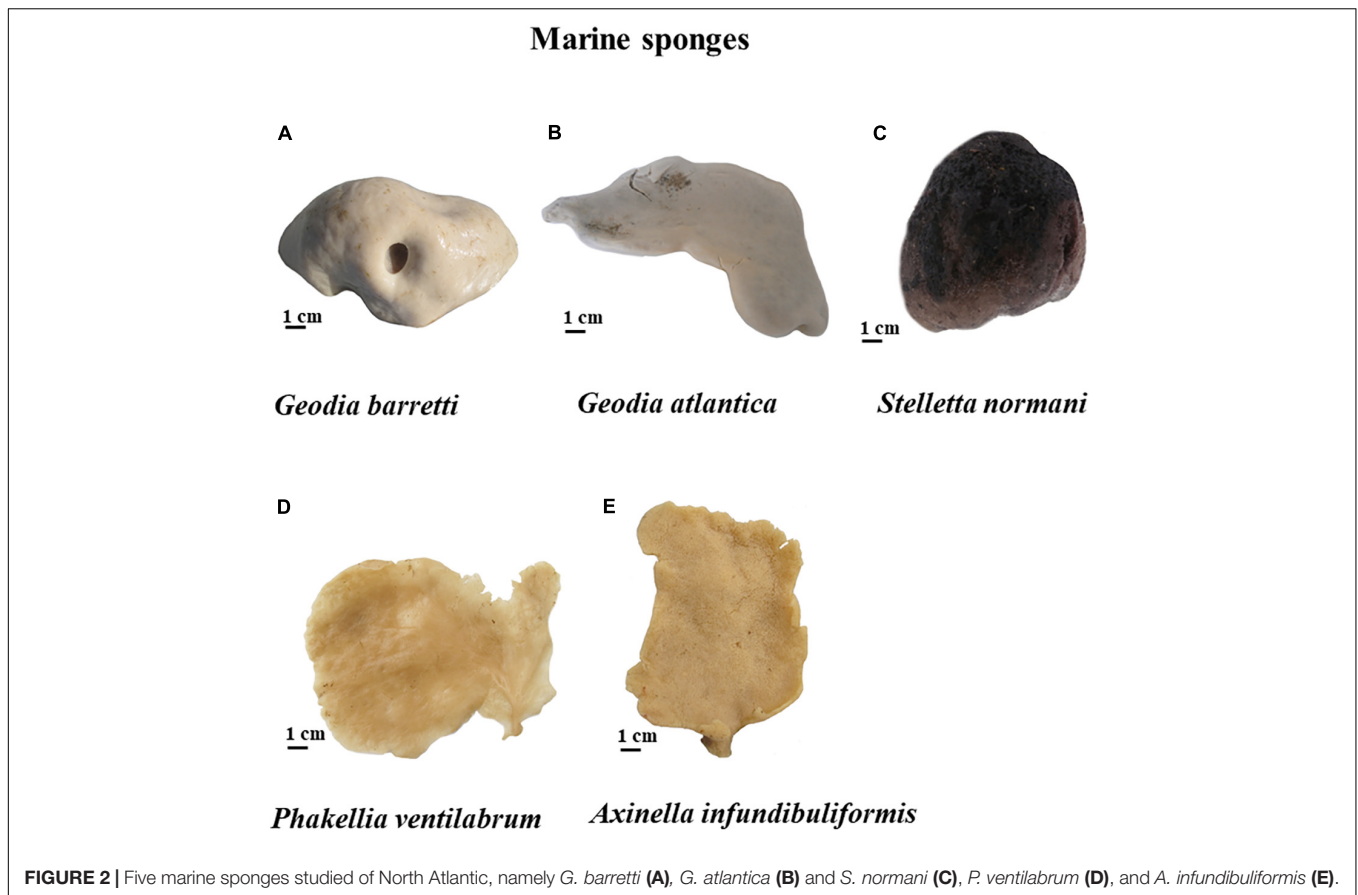 Marine sponges
A
B
C
1 cm
1 cm
1 cm
Geodia barretti
Geodia atlantica
Stelletta normani
D
E
1 cm
1 cm
Phakellia ventilabrum
Axinella infundibuliformis
FIGURE 2 | Five marine sponges studied of North Atlantic, namely G. barretti (A), G. atlantica (B) and S. normani (C), P. ventilabrum (D), and A. infundibuliformis (E).